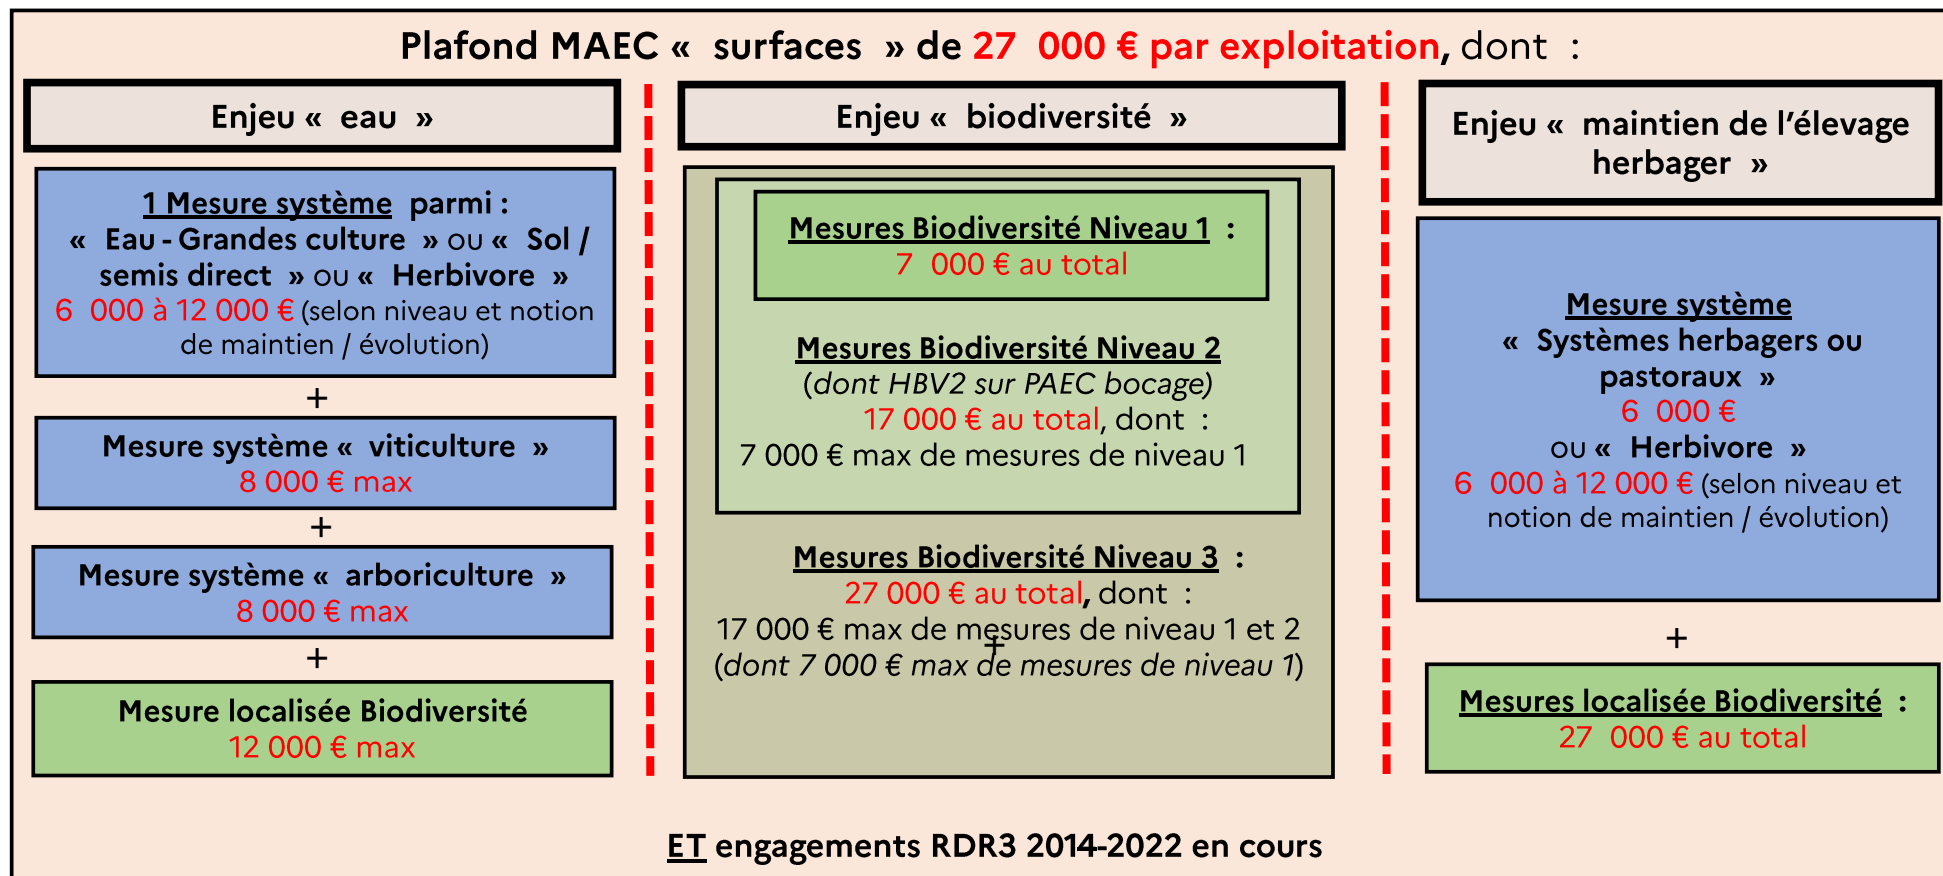 Plafond MAEC « surfaces » de 27 000 € par exploitation, dont :
Enjeu « eau »
1 Mesure système parmi :
« Eau - Grandes culture » ou « Sol /
semis direct » ou « Herbivore »
6 000 à 12 000 € (selon niveau et notion
de maintien / évolution)
+
Mesure système « viticulture »
8 000 € max
+
Mesure système « arboriculture »
8 000 € max
+
Mesure localisée Biodiversité
12 000 € max
Enjeu « biodiversité »
Mesures Biodiversité Niveau 1 :
7 000 € au total
Mesures Biodiversité Niveau 2
(dont HBV2 sur PAEC bocage)
17 000 € au total, dont :
7 000 € max de mesures de niveau 1
Mesures Biodiversité Niveau 3 :
27 000 € au total, dont :
17 000 € max de mesures de niveau 1 et 2
+
(dont 7 000 € max de mesures de niveau 1)
Enjeu « maintien de l’élevage
herbager »
Mesure système
« Systèmes herbagers ou
pastoraux »
6 000 €
ou « Herbivore »
6 000 à 12 000 € (selon niveau et
notion de maintien / évolution)
+
Mesures localisée Biodiversité :
27 000 € au total
ET engagements RDR3 2014-2022 en cours